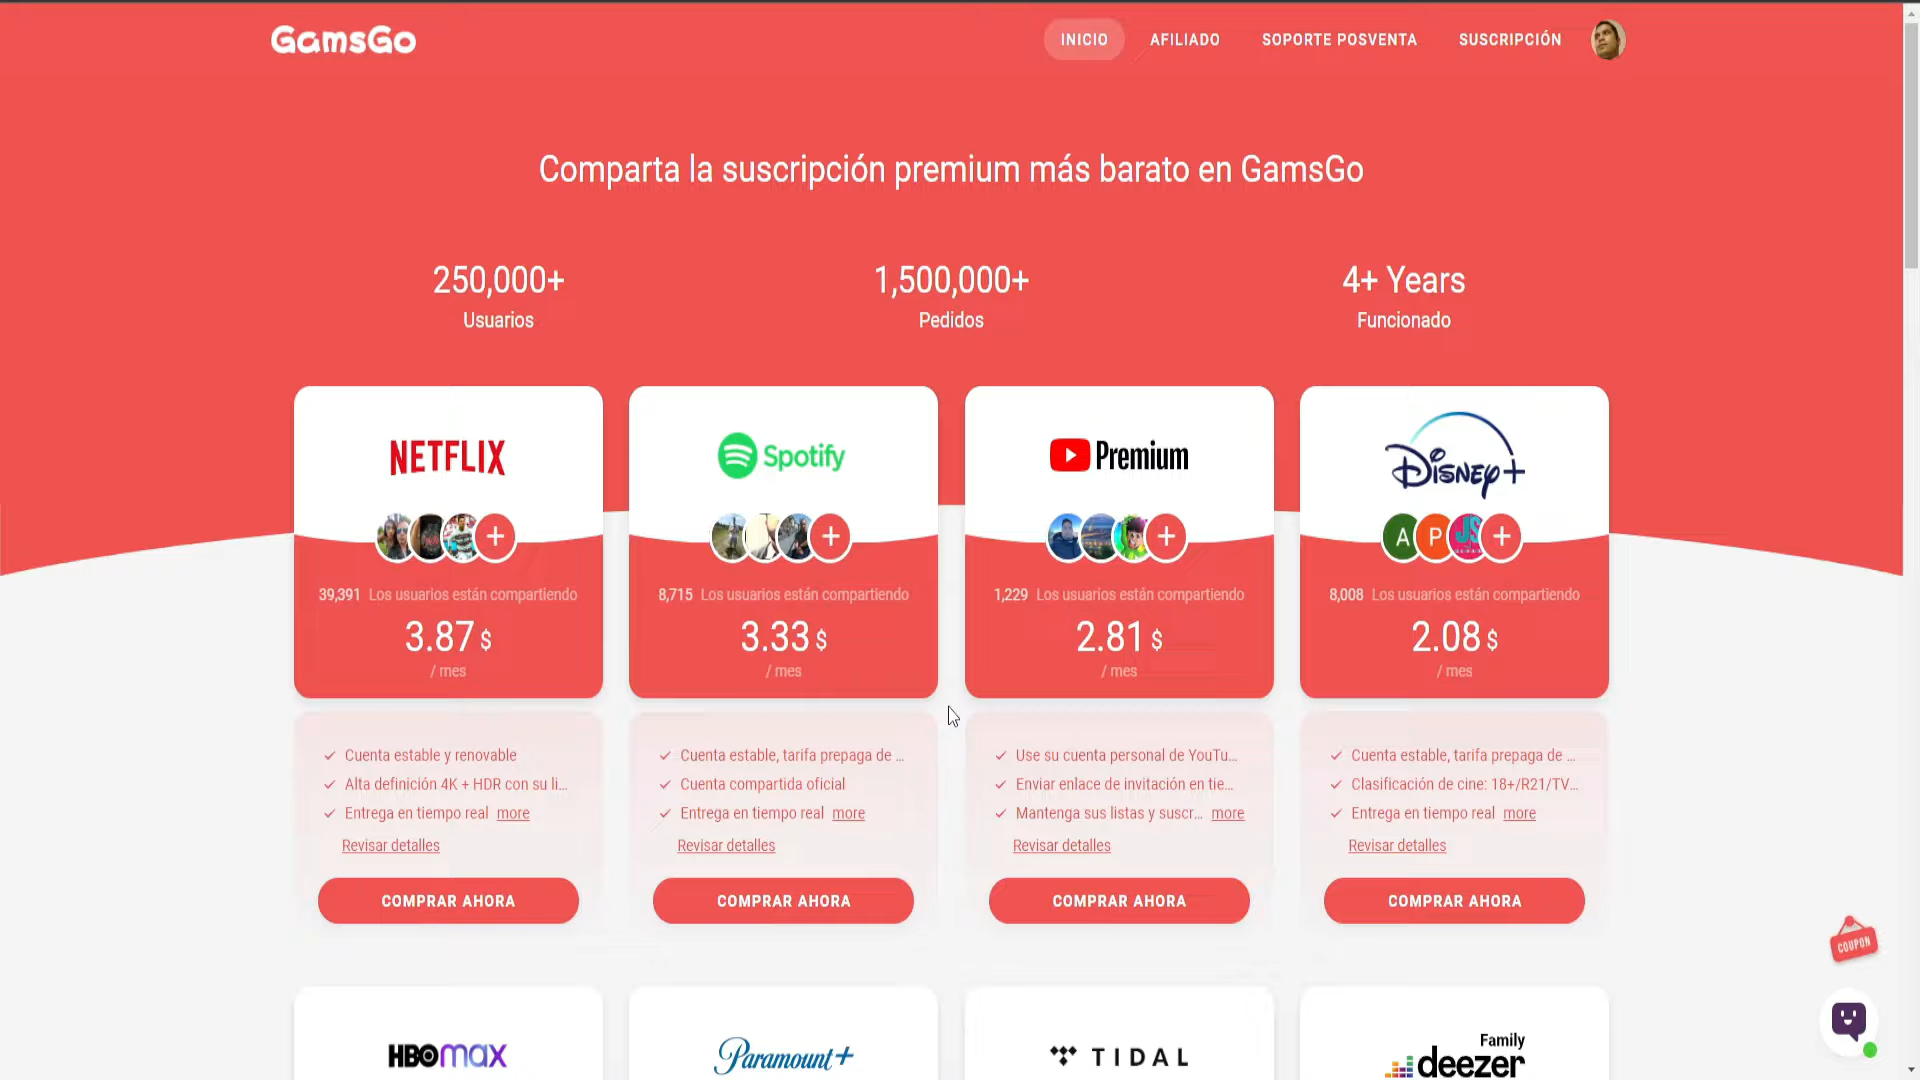 GamsGo
INICIO
AFILIADO
SOPORTE POSVENTA
SUSCRIPCIÓN
Comparta la suscripción premium más barato en GamsGo
250,000+
Usuarios
1,500,000+
Pedidos
4+ Years
Funcionado
NETFLIX
39,391 Los usuarios están compartiendo
3.87 $
/ mes
Cuenta estable y renovable
Alta definición 4K + HDR con su li...
Entrega en tiempo real more
Revisar detalles
COMPRAR AHORA
Spotify
8,715 Los usuarios están compartiendo
3.33 $
/ mes
Cuenta estable, tarifa prepaga de ...
Cuenta compartida oficial
Entrega en tiempo real more
Revisar detalles
COMPRAR AHORA
Premium
1,229 Los usuarios están compartiendo
2.81 $
/ mes
Use su cuenta personal de YouTu...
Enviar enlace de invitación en tie...
Mantenga sus listas y suscr... more
Revisar detalles
COMPRAR AHORA
Disney+
A
P
JS
8,008 Los usuarios están compartiendo
2.08 $
/ mes
Cuenta estable, tarifa prepaga de ...
Clasificación de cine: 18+/R21/TV...
Entrega en tiempo real more
Revisar detalles
COMPRAR AHORA
COUPON
HBOMAX
Paramount+
TIDAL
Family
deezer